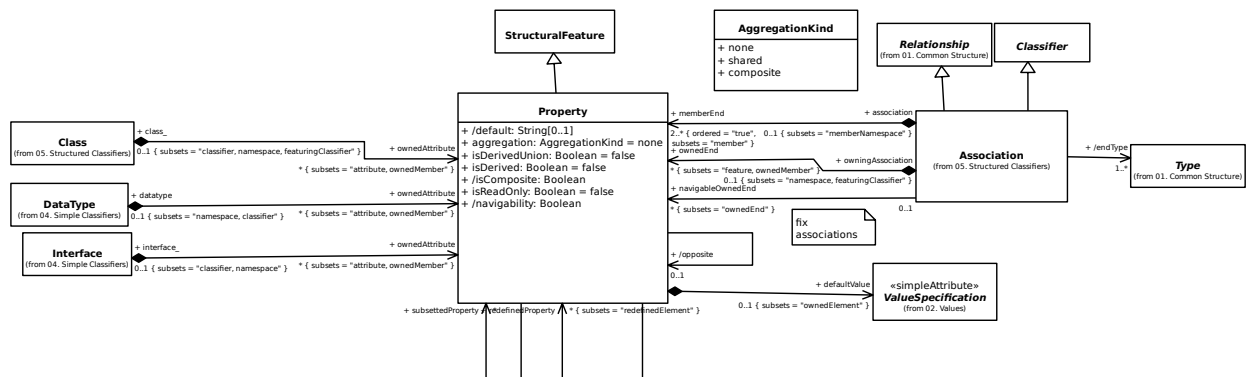 StructuralFeature
AggregationKind
+ none
+ shared
+ composite
Relationship
(from 01. Common Structure)
Classifier
Property
+ /default: String[0..1]
+ aggregation: AggregationKind = none
+ isDerivedUnion: Boolean = false
+ isDerived: Boolean = false
+ /isComposite: Boolean
+ isReadOnly: Boolean = false
+ /navigability: Boolean
Class
(from 05. Structured Classifiers)
+ class_
0..1 { subsets = "classifier, namespace, featuringClassifier" }
+ ownedAttribute
* { subsets = "attribute, ownedMember" }
DataType
(from 04. Simple Classifiers)
+ datatype
0..1 { subsets = "namespace, classifier" }
+ ownedAttribute
* { subsets = "attribute, ownedMember" }
Interface
(from 04. Simple Classifiers)
+ interface_
0..1 { subsets = "classifier, namespace" }
+ ownedAttribute
* { subsets = "attribute, ownedMember" }
+ memberEnd
2..* { ordered = "true",
subsets = "member" }
+ association
0..1 { subsets = "memberNamespace" }
+ ownedEnd
* { subsets = "feature, ownedMember" }
+ owningAssociation
0..1 { subsets = "namespace, featuringClassifier" }
+ navigableOwnedEnd
* { subsets = "ownedEnd" }
0..1
Association
(from 05. Structured Classifiers)
+ /endType
1..*
Type
(from 01. Common Structure)
fix
associations
+ /opposite
0..1
+ defaultValue
0..1 { subsets = "ownedElement" }
«simpleAttribute»
ValueSpecification
(from 02. Values)
+ subsettedProperty
redefinedProperty
* { subsets = "redefinedElement" }